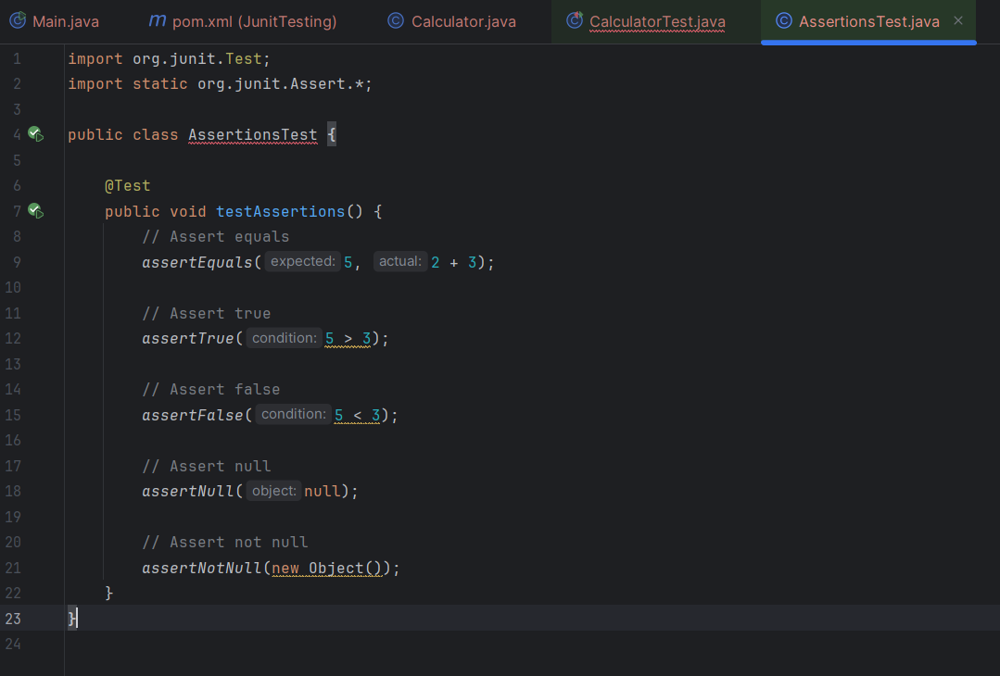 Main.java
m pom.xml (JunitTesting)
Calculator.java
CalculatorTest.java
AssertionsTest.java
1 import org.junit.Test;
2 import static org.junit.Assert.*;
3
4 public class AssertionsTest {
5
6 @Test
7 public void testAssertions() {
8 // Assert equals
9 assertEquals( expected: 5, actual: 2 + 3);
10
11 // Assert true
12 assertTrue( condition: 5 > 3);
13
14 // Assert false
15 assertFalse( condition: 5 < 3);
16
17 // Assert null
18 assertNull( object: null);
19
20 // Assert not null
21 assertNotNull(new Object());
22 }
23 }
24